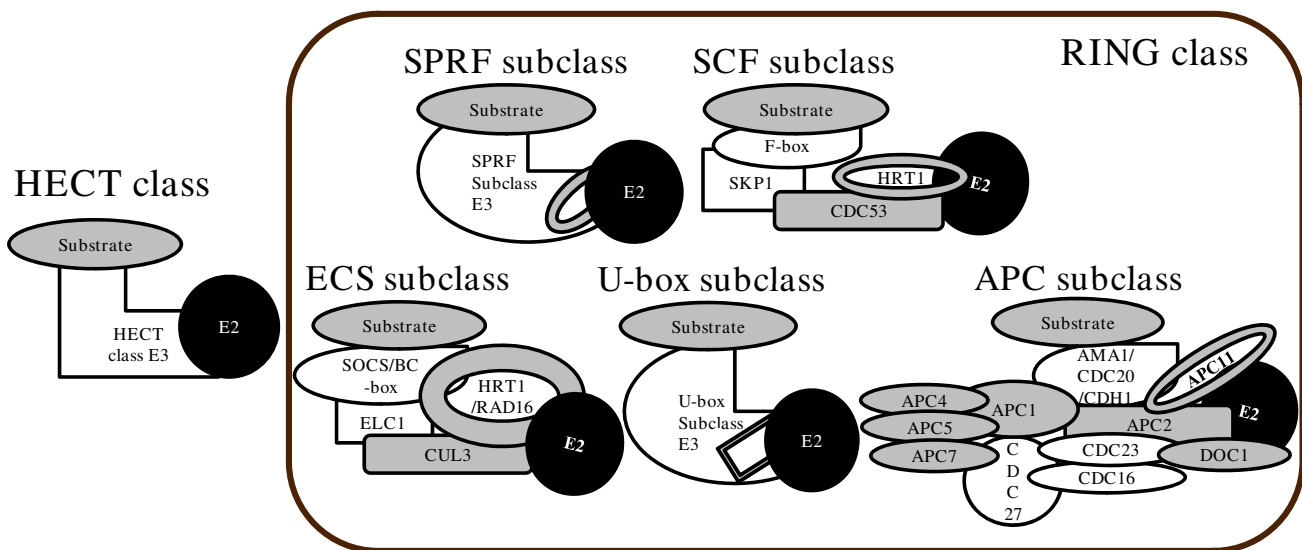 RING class
SPRF subclass
Substrate
SPRF
Subclass
E3
E2
SCF subclass
Substrate
F-box
SKP1
HRT1
CDC53
E2
HECT class
Substrate
HECT
class E3
E2
ECS subclass
Substrate
SOCS/BC
-box
HRT1
/RAD16
ELC1
CUL3
E2
U-box subclass
Substrate
U-box
Subclass
E3
E2
APC subclass
Substrate
AMA1/
CDC20
/CDH1
APC11
E2
APC4
APC1
APC5
APC2
APC7
C
D
C
27
CDC23
DOC1
CDC16